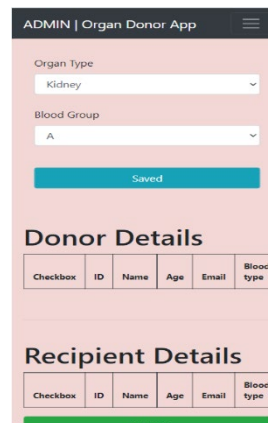 ADMIN | Organ Donor App
Organ Type
Kidney
Blood Group
A
Saved
Donor Details
Checkbox ID Name Age Email Blood type
Recipient Details
Checkbox ID Name Age Email Blood type